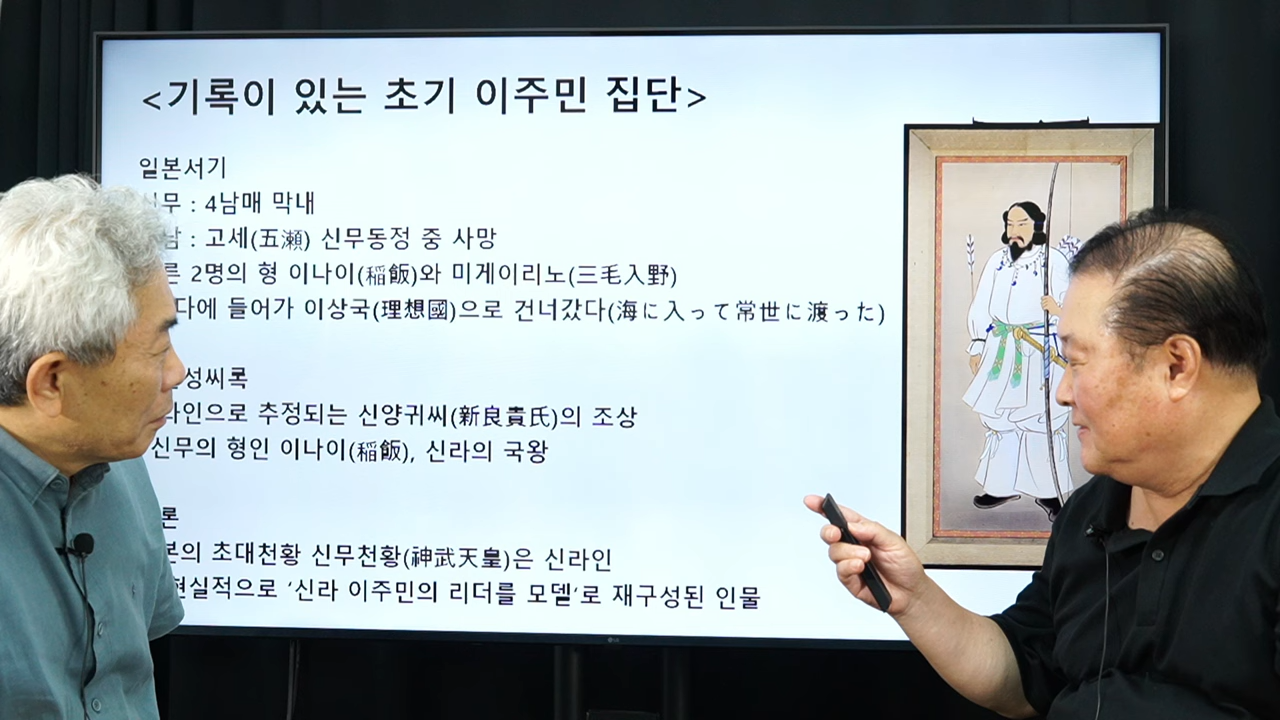 <기록이 있는 초기 이주민 집단>
일본서기
무 : 4남매 막내
남 : 고세(五瀨) 신무동정 중 사망
른 2명의 형 이나이(稲飯)와 미게이리노(三毛入野)
다에 들어가 이상국(理想國)으로 건너갔다(海に入って常世に渡った)
성씨록
라인으로 추정되는 신양귀씨(新良貴氏)의 조상
신무의 형인 이나이(稲飯), 신라의 국왕
론
본의 초대천황 신무천황(神武天皇)은 신라인
현실적으로 ‘신라 이주민의 리더를 모델’로 재구성된 인물
LG